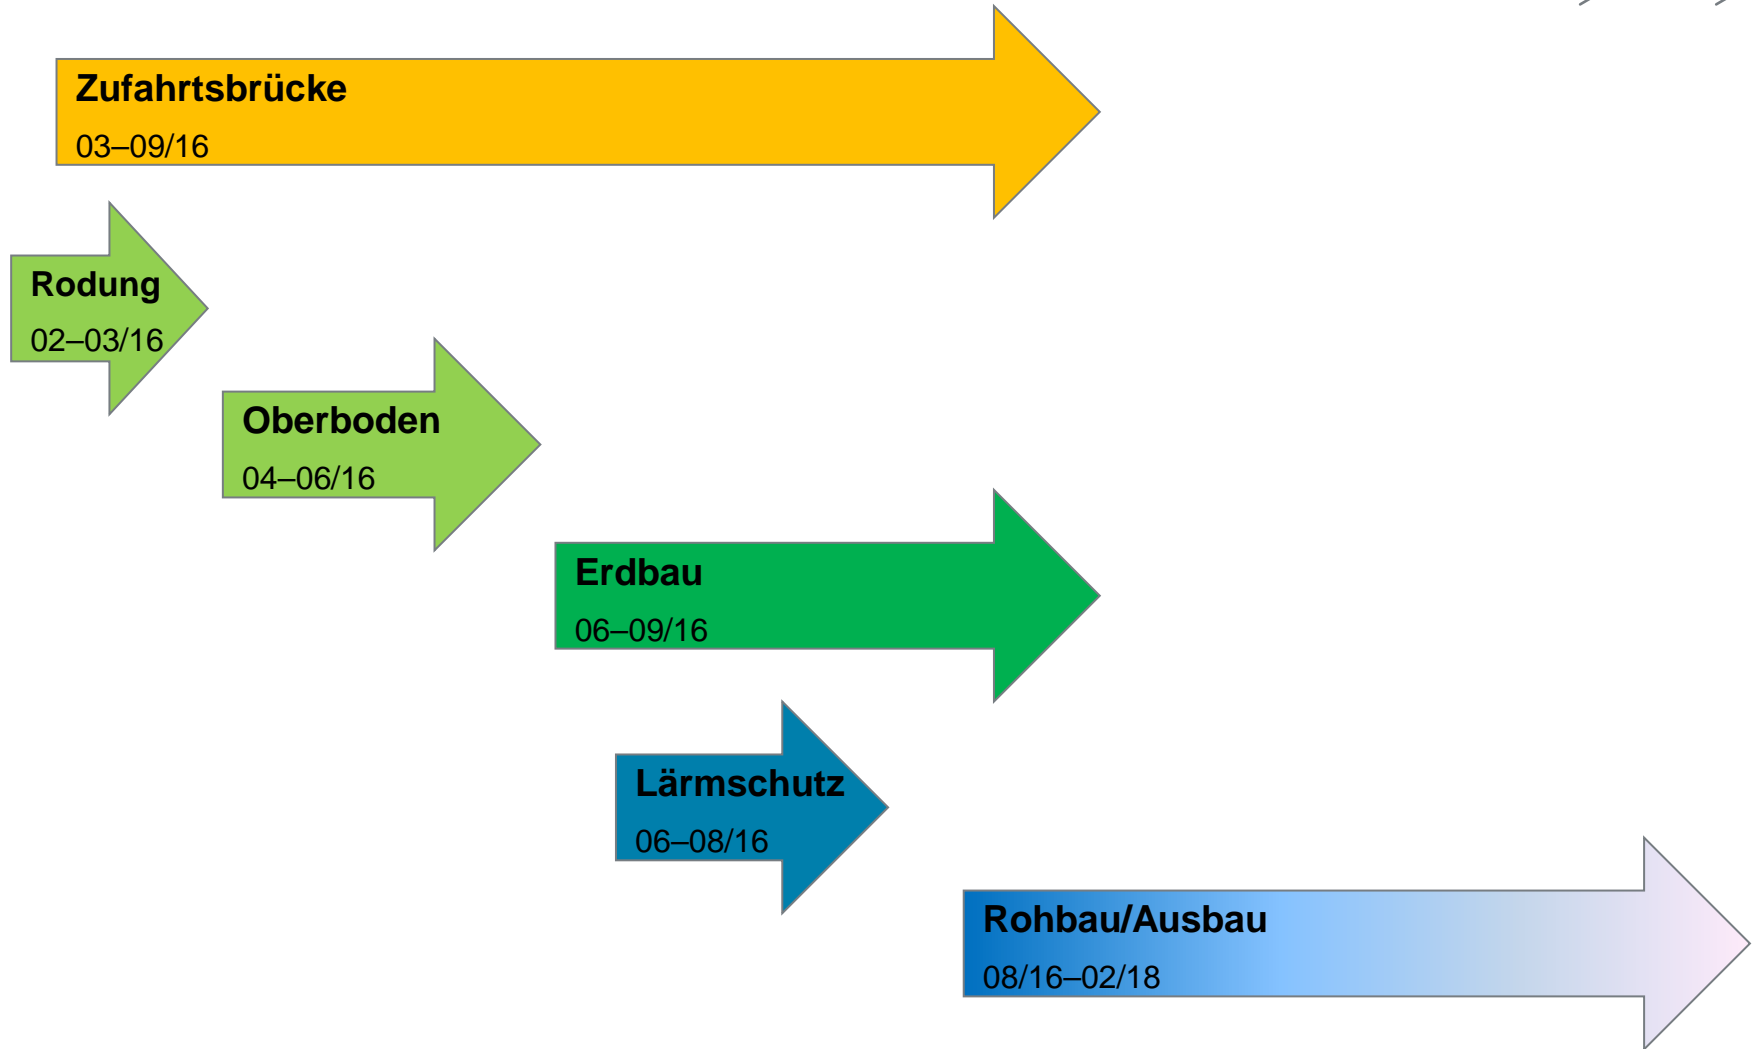 Zufahrtsbrücke
03–09/16
Rodung
02–03/16
Oberboden
04–06/16
Erdbau
06–09/16
Lärmschutz
06–08/16
Rohbau/Ausbau
08/16–02/18